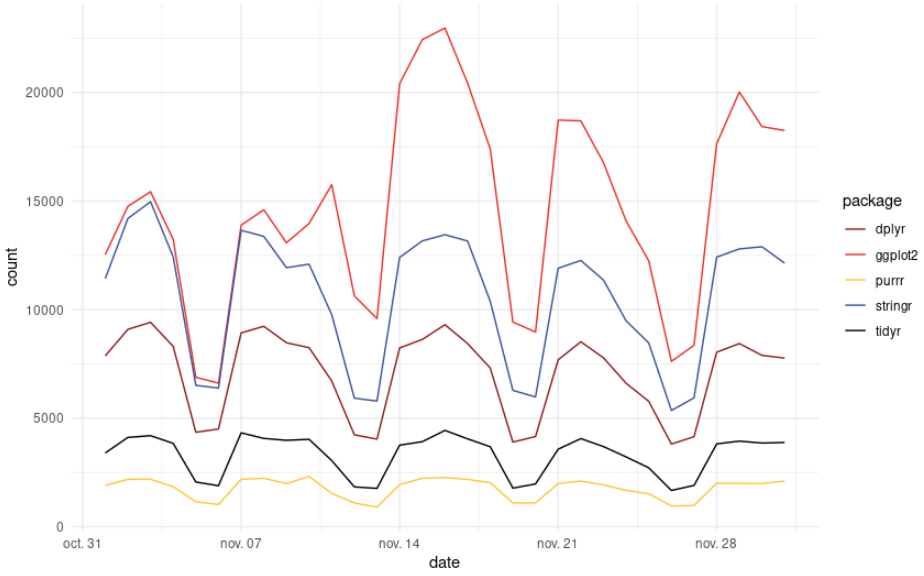 20000
15000
10000
5000
0
count
oct. 31
nov. 07
nov. 14
nov. 21
nov. 28
date
package
dplyr
ggplot2
purrr
stringr
tidyr